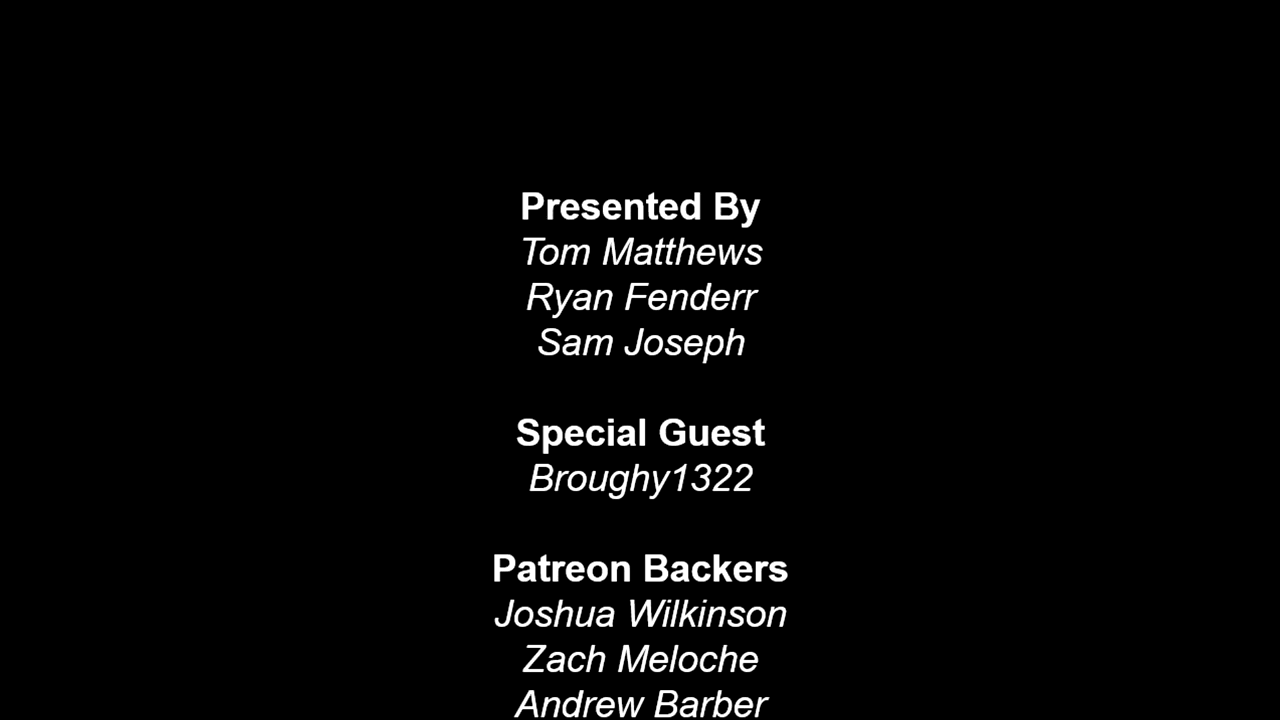 Presented By
Tom Matthews
Ryan Fenderr
Sam Joseph
Special Guest
Broughy1322
Patreon Backers
Joshua Wilkinson
Zach Meloche
Andrew Barber